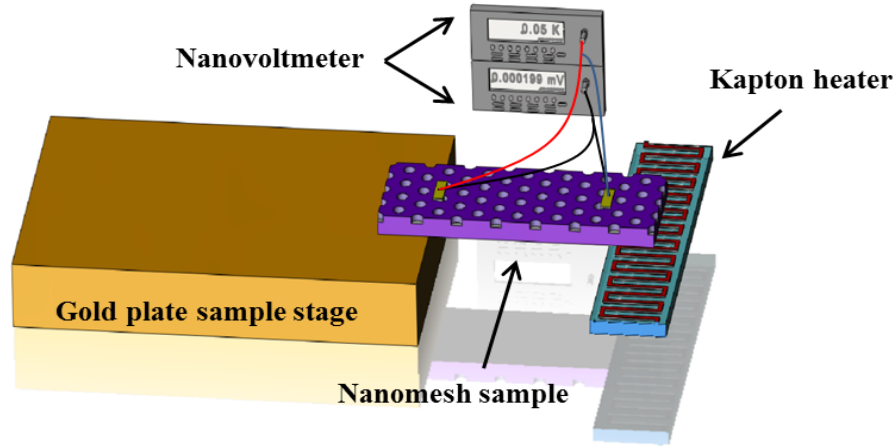 0.05 K
Nanovoltmeter
0.000199 mV
Kapton heater
Gold plate sample stage
Nanomesh sample